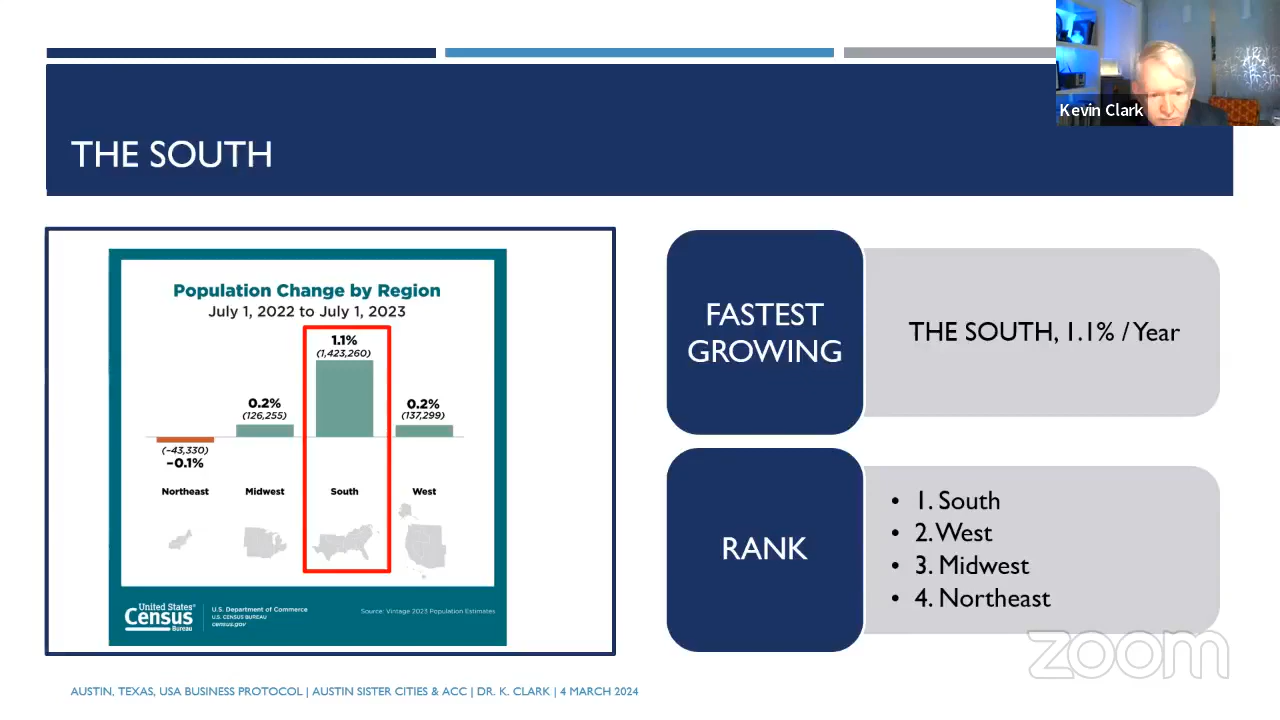 Kevin Clark
THE SOUTH
Population Change by Region
July 1, 2022 to July 1, 2023
1.1%
(1,423,260)
0.2%
(126,255)
0.2%
(137,299)
(−43,330)
−0.1%
Northeast
Midwest
South
West
United States®
Census
Bureau
U.S. Department of Commerce
U.S. CENSUS BUREAU
census.gov
Source: Vintage 2023 Population Estimates
FASTEST
GROWING
THE SOUTH, 1.1% / Year
RANK
• 1. South
• 2. West
• 3. Midwest
• 4. Northeast
zoom
AUSTIN, TEXAS, USA BUSINESS PROTOCOL | AUSTIN SISTER CITIES & ACC | DR. K. CLARK | 4 MARCH 2024